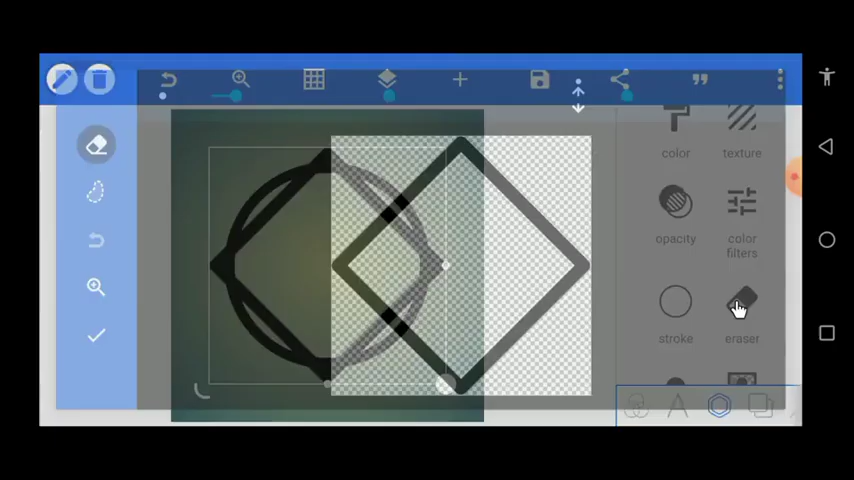 color texture
opacity color
filters
stroke eraser